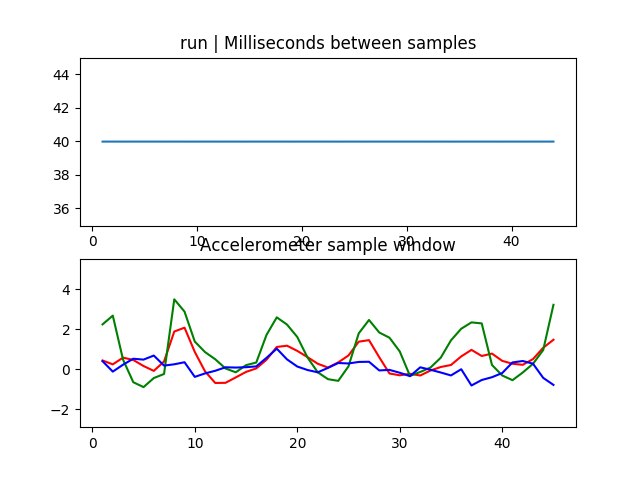 run | Milliseconds between samples
44
42
40
38
36
0 10 20 30 40
Accelerometer sample window
4
2
0
−2
0 10 20 30 40